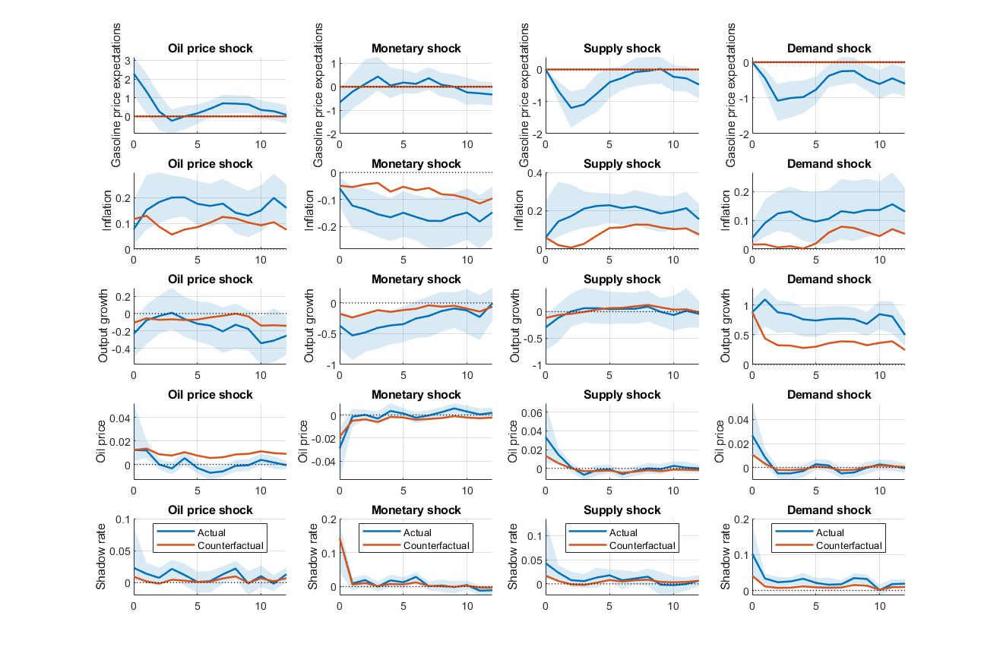 Oil price shock
Monetary shock
Supply shock
Demand shock
Gasoline price expectations
3
2
1
0
0
5
10
Gasoline price expectations
1
0
-1
-2
0
5
10
Gasoline price expectations
0
-1
-2
0
5
10
Gasoline price expectations
0
-1
-2
0
5
10
Oil price shock
Monetary shock
Supply shock
Demand shock
Inflation
0.2
0.1
0
0
5
10
Inflation
0
-0.1
-0.2
0
5
10
Inflation
0.4
0.2
0
0
5
10
Inflation
0.2
0.1
0
0
5
10
Oil price shock
Monetary shock
Supply shock
Demand shock
Output growth
0.2
0
-0.2
-0.4
0
5
10
Output growth
0
-0.5
-1
0
5
10
Output growth
0
-0.5
-1
0
5
10
Output growth
1
0.5
0
0
5
10
Oil price shock
Monetary shock
Supply shock
Demand shock
Oil price
0.04
0.02
0
0
5
10
Oil price
0
-0.02
-0.04
0
5
10
Oil price
0.06
0.04
0.02
0
0
5
10
Oil price
0.04
0.02
0
0
5
10
Oil price shock
Monetary shock
Supply shock
Demand shock
Shadow rate
0.1
0.05
0
0
5
10
Actual
Counterfactual
Shadow rate
0.2
0.1
0
0
5
10
Actual
Counterfactual
Shadow rate
0.1
0.05
0
0
5
10
Actual
Counterfactual
Shadow rate
0.2
0.1
0
0
5
10
Actual
Counterfactual